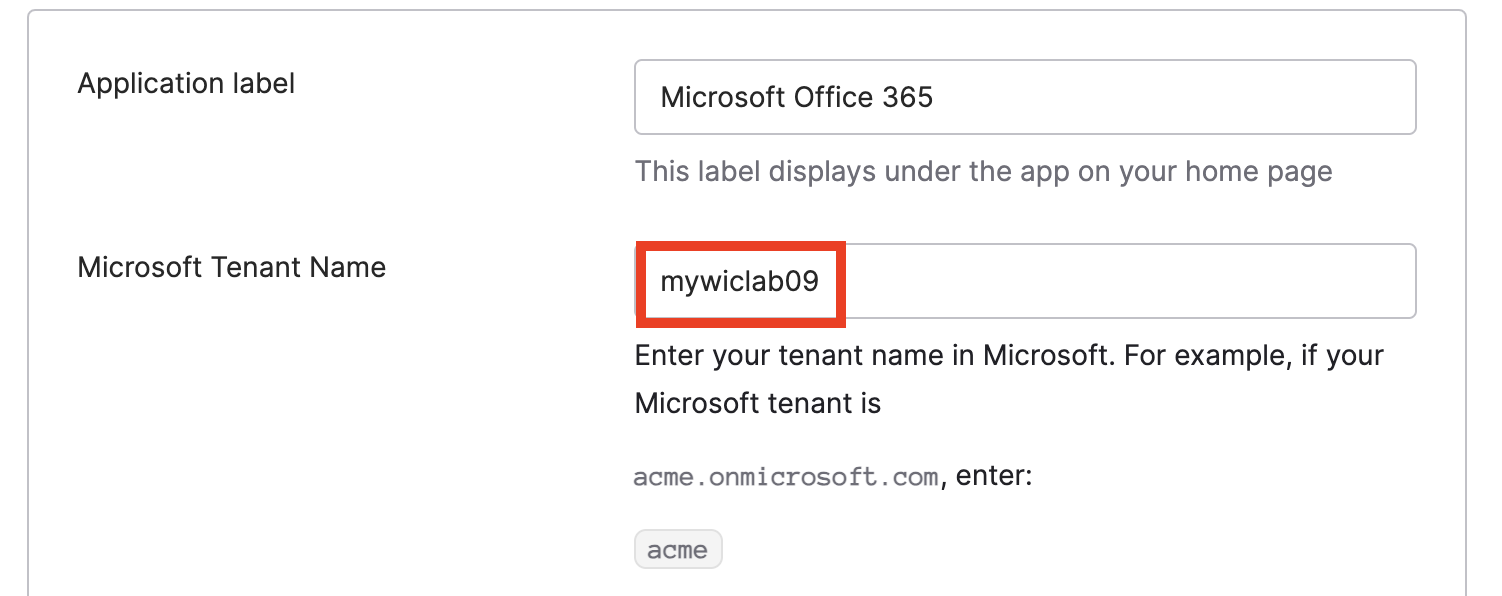 Application label
Microsoft Office 365
This label displays under the app on your home page
Microsoft Tenant Name
mywiclab09
Enter your tenant name in Microsoft. For example, if your
Microsoft tenant is
acme.onmicrosoft.com, enter:
acme